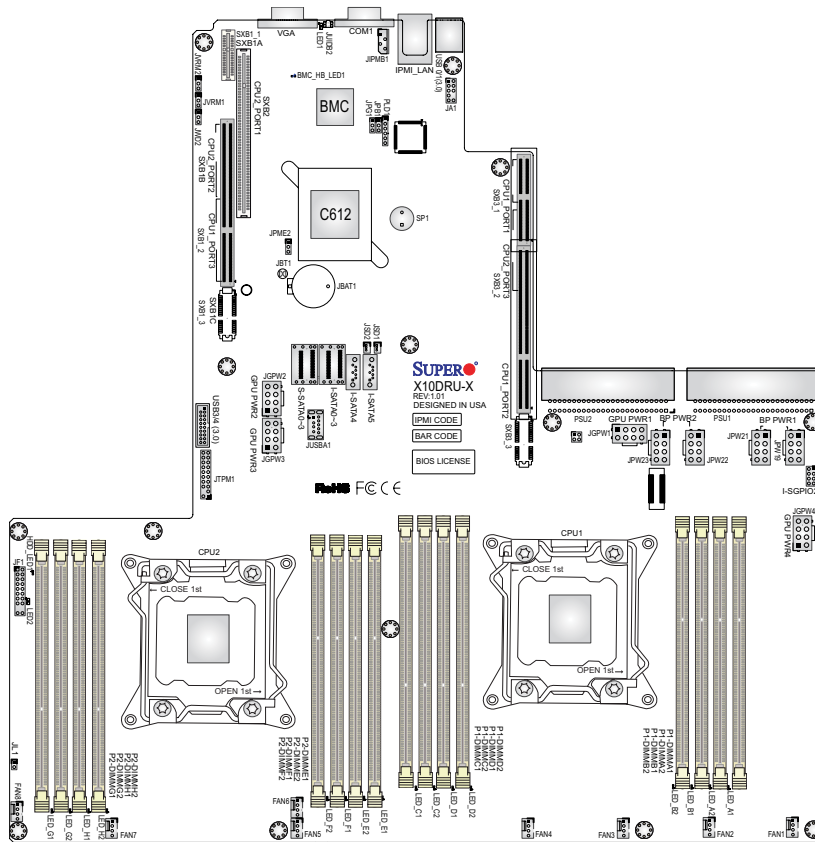 SXB1_1
SXB1A
VGA
LED1
JUIDB2
COM1
JIPMB1
IPMI_LAN
USB 0/1(3.0)
JA1
JVRM2
JVRM1
JWD2
BMC_HB_LED1
BMC
JPG1
JPB1
PLD1
SXB2
CPU2_PORT1
CPU2_PORT2
SXB1B
CPU1_PORT3
SXB1_2
SXB1C
SXB1_3
C612
SP1
JPME2
JBT1
JBAT1
CPU1_PORT1
SXB3_1
CPU2_PORT3
SXB3_2
CPU1_PORT2
SXB3_3
JSD2
JSD1
S-SATA0~3
I-SATA0~3
I-SATA4
I-SATA5
JUSBA1
GPU PWR2
JGPW2
GPU PWR3
JGPW3
USB3/4 (3.0)
JTPM1
SUPER
X10DRU-X
REV:1.01
DESIGNED IN USA
IPMI CODE
BAR CODE
BIOS LICENSE
RoHS FC CE
PSU2
GPU PWR1
JGPW1
BP PWR2
PSU1
BP PWR1
JPW23
JPW22
JPW21
JPW19
I-SGPIO2
JGPW4
GPU PWR4
HDD_LED1
JF1
LED2
CPU2
← CLOSE 1st
OPEN 1st→
CPU1
← CLOSE 1st
OPEN 1st→
JL1
P2-DIMMH2
P2-DIMMH1
P2-DIMMG2
P2-DIMMG1
P2-DIMME1
P2-DIMME2
P2-DIMMF1
P2-DIMMF2
P1-DIMMD2
P1-DIMMD1
P1-DIMMC2
P1-DIMMC1
P1-DIMMA1
P1-DIMMA2
P1-DIMMB1
P1-DIMMB2
LED_G1
LED_G2
LED_H1
LED_H2
LED_F2
LED_F1
LED_E2
LED_E1
LED_C1
LED_C2
LED_D1
LED_D2
LED_B2
LED_B1
LED_A2
LED_A1
FAN8
FAN7
FAN6
FAN5
FAN4
FAN3
FAN2
FAN1